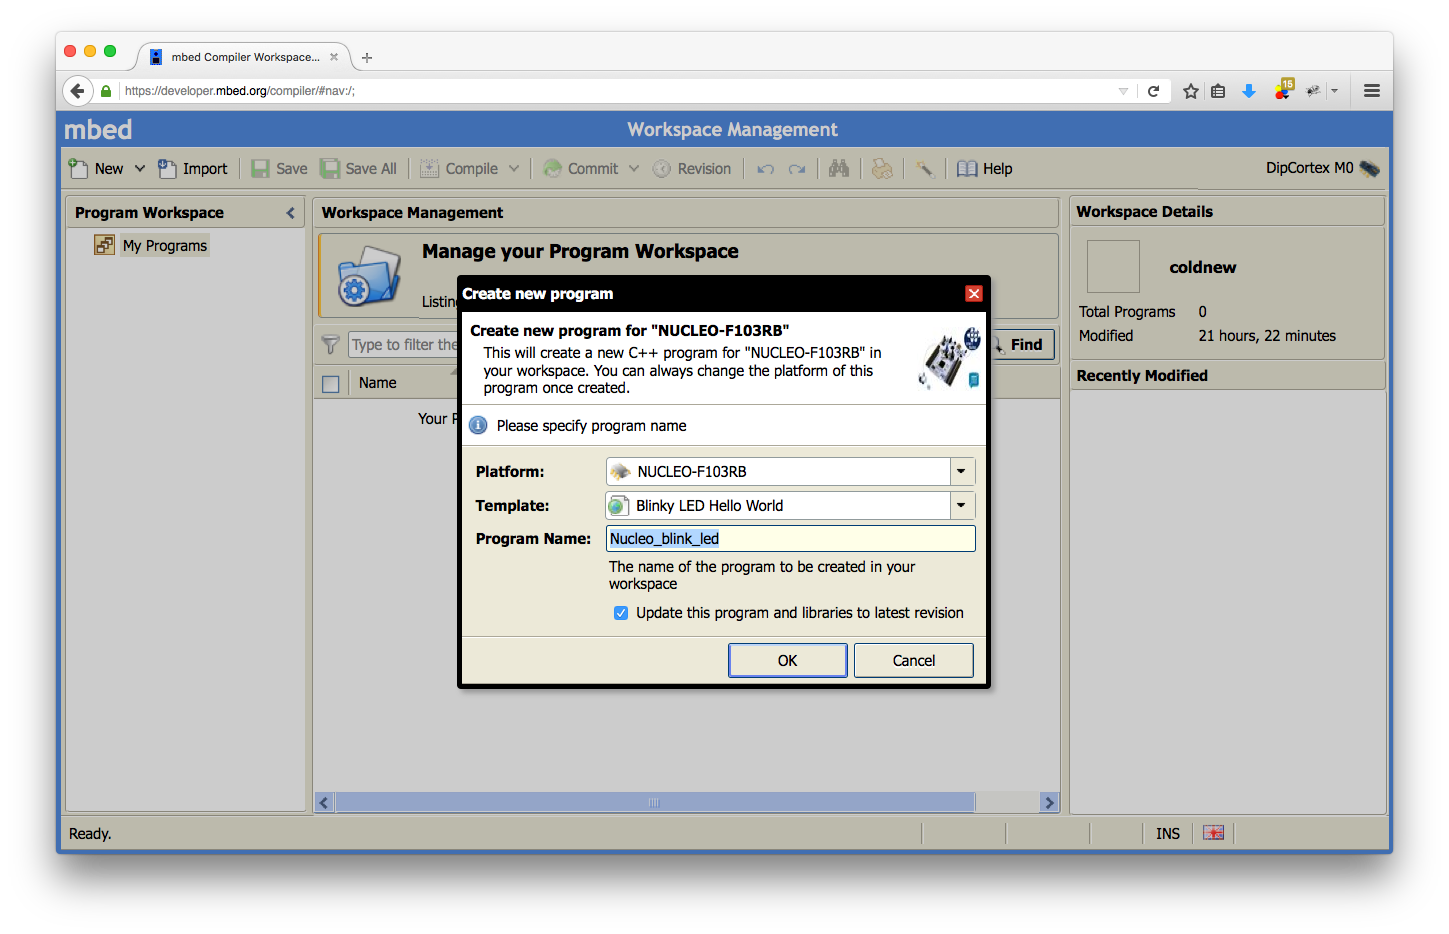 mbed Compiler Workspace...
https://developer.mbed.org/compiler/#nav:/;
15
mbed
Workspace Management
New
Import
Save
Save All
Compile
Commit
Revision
Help
DipCortex M0
Program Workspace
My Programs
Workspace Management
Manage your Program Workspace
Listin
Type to filter the
Find
Name
Your P
Create new program
Create new program for "NUCLEO-F103RB"
This will create a new C++ program for "NUCLEO-F103RB" in
your workspace. You can always change the platform of this
program once created.
Please specify program name
Platform:
NUCLEO-F103RB
Template:
Blinky LED Hello World
Program Name:
Nucleo_blink_led
The name of the program to be created in your
workspace
Update this program and libraries to latest revision
OK
Cancel
Workspace Details
coldnew
Total Programs 0
Modified 21 hours, 22 minutes
Recently Modified
Ready.
INS